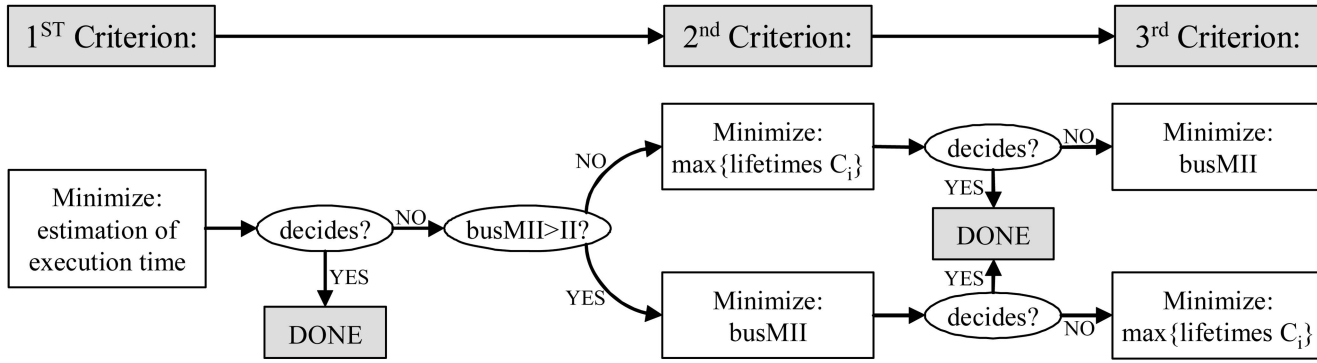 1ST Criterion:
2nd Criterion:
3rd Criterion:
Minimize:
estimation of
execution time
decides?
NO
YES
DONE
busMII>II?
NO
YES
Minimize:
max{lifetimes Ci}
decides?
NO
YES
Minimize:
busMII
DONE
Minimize:
busMII
YES
decides?
NO
Minimize:
max{lifetimes Ci}